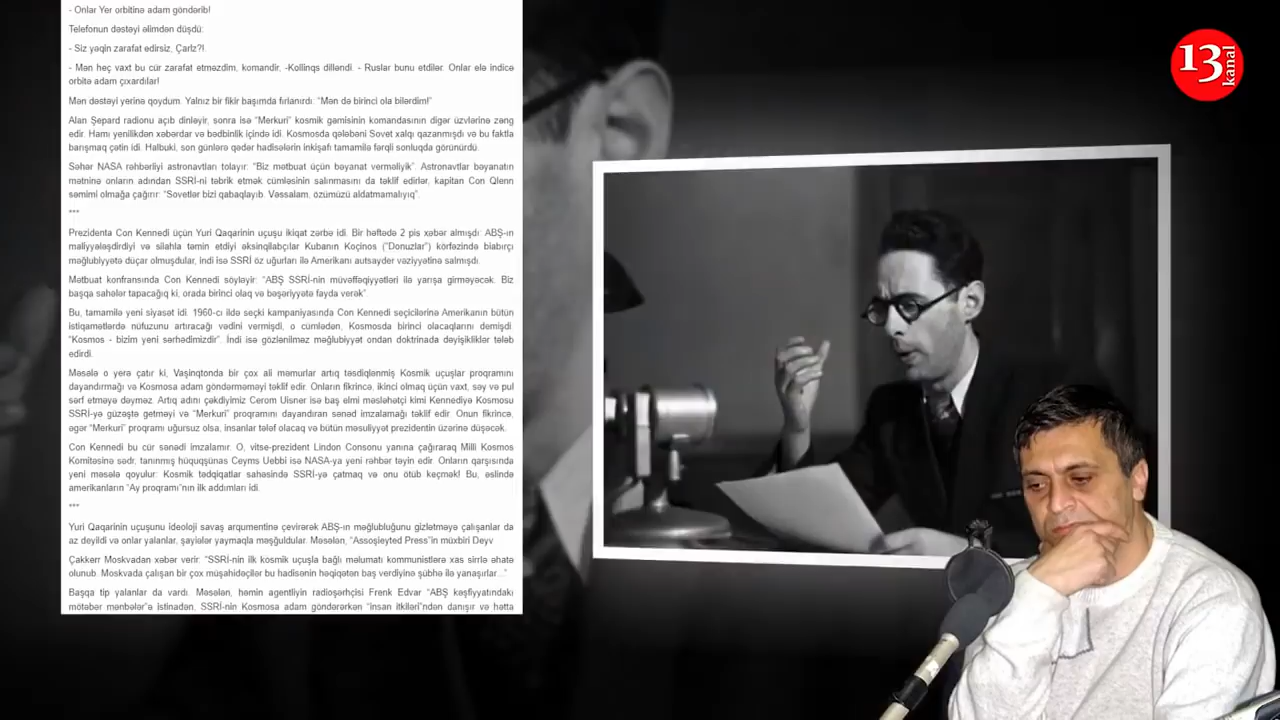 - Onlar Yer orbitinə adam göndərib!
Telefonun dəstəyi əlimdən düşdü:
- Siz yəqin zarafat edirsiz, Çarlz?!.
- Mən heç vaxt bu cür zarafat etməzdim, komandir, -Kollinqs dilləndi. - Ruslar bunu etdilər. Onlar elə indicə
orbitə adam çıxardılar!
Mən dəstəyi yerinə qoydum. Yalnız bir fikir başımda fırlanırdı: “Mən də birinci ola bilərdim!”
Alan Şepard radionu açıb dinləyir, sonra isə “Merkuri” kosmik gəmisinin komandasının digər üzvlərinə zəng
edir. Hamı yenilikdən xəbərdar və bədbinlik içində idi. Kosmosda qələbəni Sovet xalqı qazanmışdı və bu faktla
barışmaq çətin idi. Halbuki, son günlərə qədər hadisələrin inkişafı tamamilə fərqli sonluqda görünürdü.
Səhər NASA rəhbərliyi astronavtları tolayır: “Biz mətbuat üçün bəyanat verməliyik”. Astronavtlar bəyanatın
mətninə onların adından SSRİ-ni təbrik etmək cümləsinin salınmasını da təklif edirlər, kapitan Con Qlenn
səmimi olmağa çağırır: “Sovetlər bizi qabaqlayıb. Vəssalam, özümüzü aldatmamalıyıq”.
***
Prezidentə Con Kennedi üçün Yuri Qaqarinin uçuşu ikiqat zərbə idi. Bir həftədə 2 pis xəbər almışdı: ABŞ-ın
maliyyələşdirdiyi və silahla təmin etdiyi əksinqilabçılar Kubanın Koçinos (“Donuzlar”) körfəzində biabırçı
məğlubiyyətə düçar olmuşdular, indi isə SSRİ öz uğurları ilə Amerikanı autsayder vəziyyətinə salmışdı.
Mətbuat konfransında Con Kennedi söyləyir: “ABŞ SSRİ-nin müvəffəqiyyətləri ilə yarışa girməyəcək. Biz
başqa sahələr tapacağıq ki, orada birinci olaq və bəşəriyyətə fayda verək”
Bu, tamamilə yeni siyasət idi. 1960-cı ildə seçki kampaniyasında Con Kennedi seçicilərinə Amerikanın bütün
istiqamətlərdə nüfuzunu artıracağı vədini vermişdi, o cümlədən, Kosmosda birinci olacaqlarını demişdi.
“Kosmos - bizim yeni sərhədimizdir”. İndi isə gözlənilməz məğlubiyyət ondan doktrinada dəyişikliklər tələb
edirdi.
Məsələ o yerə çatır ki, Vaşinqtonda bir çox ali məmurlar artıq təsdiqlənmiş Kosmik uçuşlar proqramını
dayandırmağı və Kosmosa adam göndərməməyi təklif edir. Onların fikrincə, ikinci olmaq üçün vaxt, səy və pul
sərf etməyə dəyməz. Artıq adını çəkdiyimiz Cerom Uisner isə baş elmi məsləhətçi kimi Kennediyə Kosmosu
SSRİ-yə güzəştə getməyi və “Merkuri” proqramını dayandıran sənəd imzalamağı təklif edir. Onun fikrincə,
əgər “Merkuri” proqramı uğursuz olsa, insanlar tələf olacaq və bütün məsuliyyət prezidentin üzərinə düşəcək.
Con Kennedi bu cür sənədi imzalamır. O, vitse-prezident Lindon Consonu yanına çağıraraq Milli Kosmos
Komitəsinə sədr, tanınmış hüquqşünas Ceyms Uebbi isə NASA-ya yeni rəhbər təyin edir. Onların qarşısında
yeni məsələ qoyulur: Kosmik tədqiqatlar sahəsində SSRİ-yə çatmaq və onu ötüb keçmək! Bu, əslində
amerikanların “Ay proqramı”nın ilk addımları idi.
***
Yuri Qaqarinin uçuşunu ideoloji savaş arqumentinə çevirərək ABŞ-ın məğlubluğunu gizlətməyə çalışanlar da
az deyildi və onlar yalanlar, şayiələr yaymaqla məşğuldular. Məsələn, “Assoşieyted Press”in müxbiri Deyv
Çakkerr Moskvadan xəbər verir: “SSRİ-nin ilk kosmik uçuşla bağlı məlumatı kommunistlərə xas sirrlə əhatə
olunub. Moskvada çalışan bir çox müşahidəçilər bu hadisənin həqiqətən baş verdiyinə şübhə ilə yanaşırlar...”
Başqa tip yalanlar da vardı. Məsələn, həmin agentliyin radioşərhçisi Frenk Edvar “ABŞ kəşfiyyatındakı
mötəbər mənbələr”ə istinadən, SSRİ-nin Kosmosa adam göndərərkən “insan itkiləri”ndən danışır və hətta
13
kanal